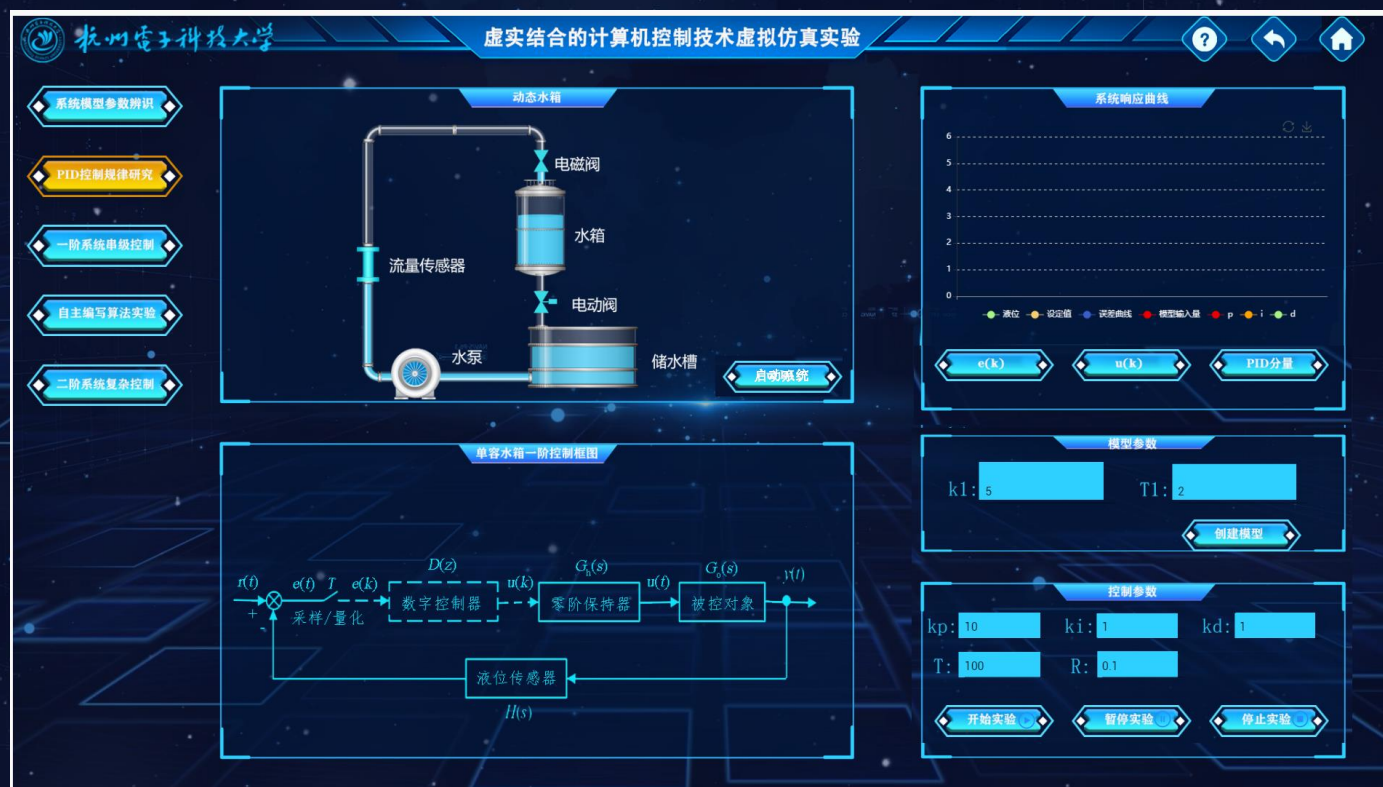 杭州电子科技大学
虚实结合的计算机控制技术虚拟仿真实验
?
系统模型参数辨识
PID控制规律研究
一阶系统串级控制
自主编写算法实验
二阶系统复杂控制
动态水箱
电磁阀
水箱
流量传感器
电动阀
水泵
储水槽
启动系统
系统响应曲线
6
5
4
3
2
1
0
液位 设定值 误差曲线 模型输入量 p i d
e(k) u(k) PID分量
单容水箱一阶控制框图
D(z) G_h(s) G_o(s)
r(t) e(t) T e(k) u(k) u(t) y(t)
数字控制器 零阶保持器 被控对象
+ -
采样/量化
液位传感器
H(s)
模型参数
k1: 5 T1: 2
创建模型
控制参数
kp: 10 ki: 1 kd: 1
T: 100 R: 0.1
开始实验 暂停实验 停止实验